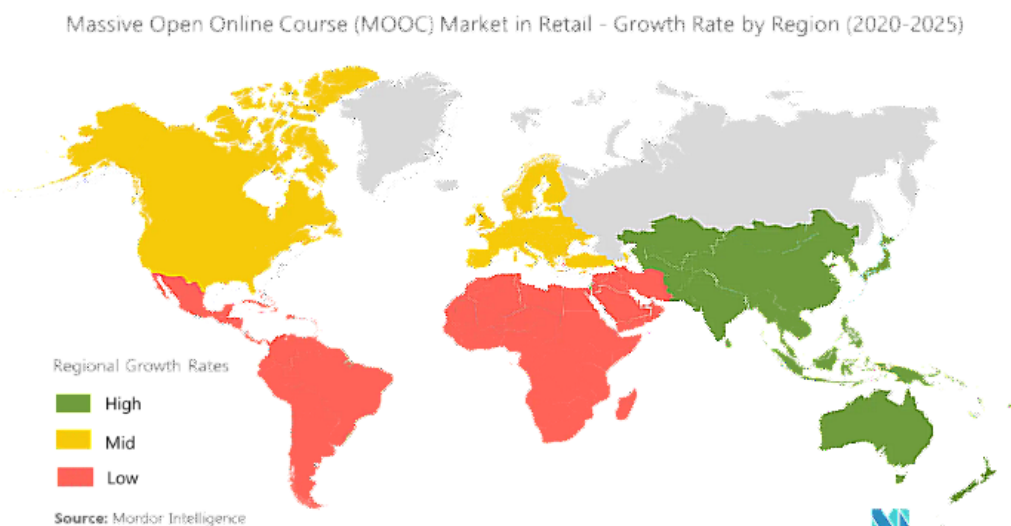 Massive Open Online Course (MOOC) Market in Retail - Growth Rate by Region (2020-2025)
Regional Growth Rates
High
Mid
Low
Source: Mordor Intelligence